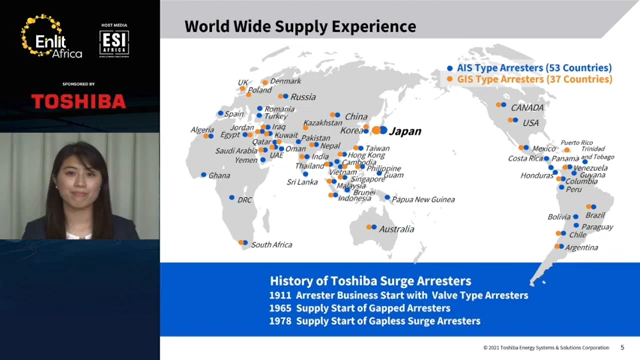 Enlit
Africa
HOST MEDIA
ESI
AFRICA
SPONSORED BY
TOSHIBA
World Wide Supply Experience
AIS Type Arresters (53 Countries)
GIS Type Arresters (37 Countries)
UK
Denmark
Poland
Russia
Spain
Romania
Turkey
Kazakhstan
China
Korea
Japan
Algeria
Egypt
Jordan
Iraq
Kuwait
Pakistan
Nepal
Taiwan
Qatar
Saudi Arabia
UAE
Oman
India
Hong Kong
Yemen
Thailand
Cambodia
Vietnam
Philippine
Ghana
Sri Lanka
Singapore
Guam
Malaysia
Brunei
Indonesia
DRC
Papua New Guinea
South Africa
Australia
CANADA
USA
Mexico
Puerto Rico
Trinidad
and Tobago
Costa Rica
Panama
Venezuela
Honduras
Guyana
Columbia
Peru
Brazil
Bolivia
Paraguay
Chile
Argentina
History of Toshiba Surge Arresters
1911 Arrester Business Start with Valve Type Arresters
1965 Supply Start of Gapped Arresters
1978 Supply Start of Gapless Surge Arresters
© 2021 Toshiba Energy Systems & Solutions Corporation
5